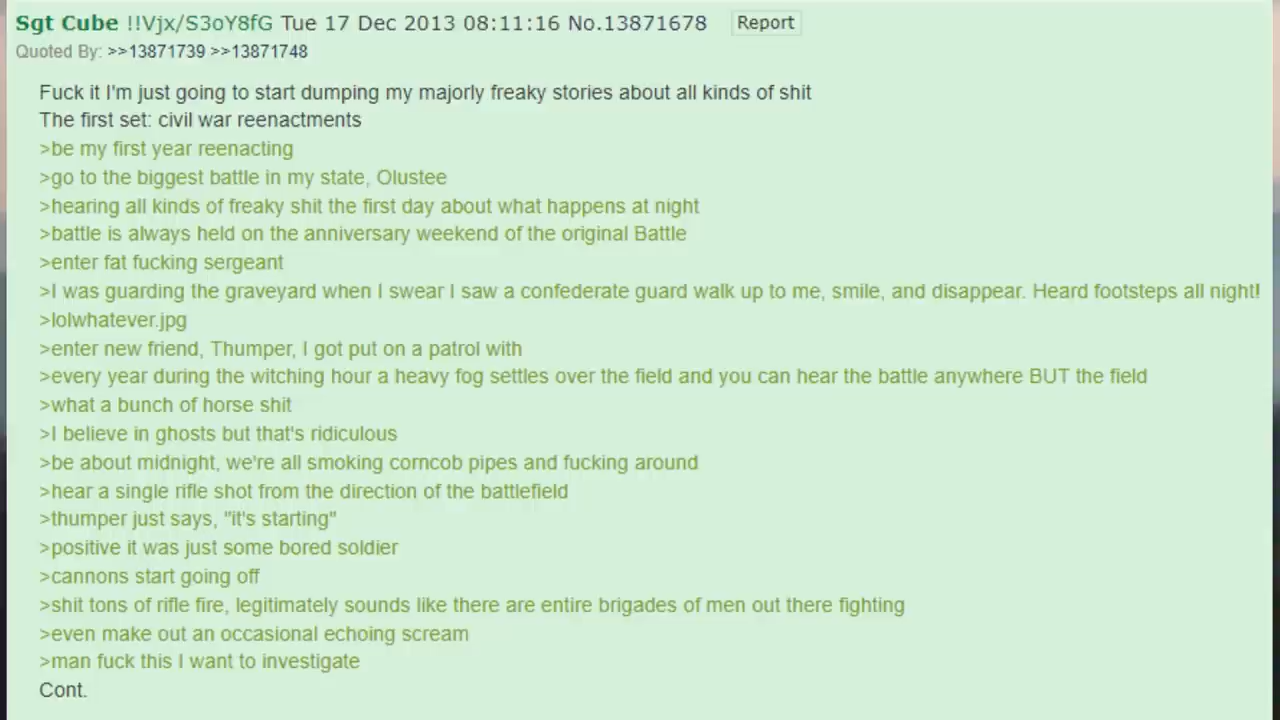 Sgt Cube !!Vjx/S3oY8fG Tue 17 Dec 2013 08:11:16 No.13871678 Report
Quoted By: >>13871739 >>13871748
Fuck it I'm just going to start dumping my majorly freaky stories about all kinds of shit
The first set: civil war reenactments
>be my first year reenacting
>go to the biggest battle in my state, Olustee
>hearing all kinds of freaky shit the first day about what happens at night
>battle is always held on the anniversary weekend of the original Battle
>enter fat fucking sergeant
>I was guarding the graveyard when I swear I saw a confederate guard walk up to me, smile, and disappear. Heard footsteps all night!
>lolwhatever.jpg
>enter new friend, Thumper, I got put on a patrol with
>every year during the witching hour a heavy fog settles over the field and you can hear the battle anywhere BUT the field
>what a bunch of horse shit
>I believe in ghosts but that's ridiculous
>be about midnight, we're all smoking corncob pipes and fucking around
>hear a single rifle shot from the direction of the battlefield
>thumper just says, "it's starting"
>positive it was just some bored soldier
>cannons start going off
>shit tons of rifle fire, legitimately sounds like there are entire brigades of men out there fighting
>even make out an occasional echoing scream
>man fuck this I want to investigate
Cont.